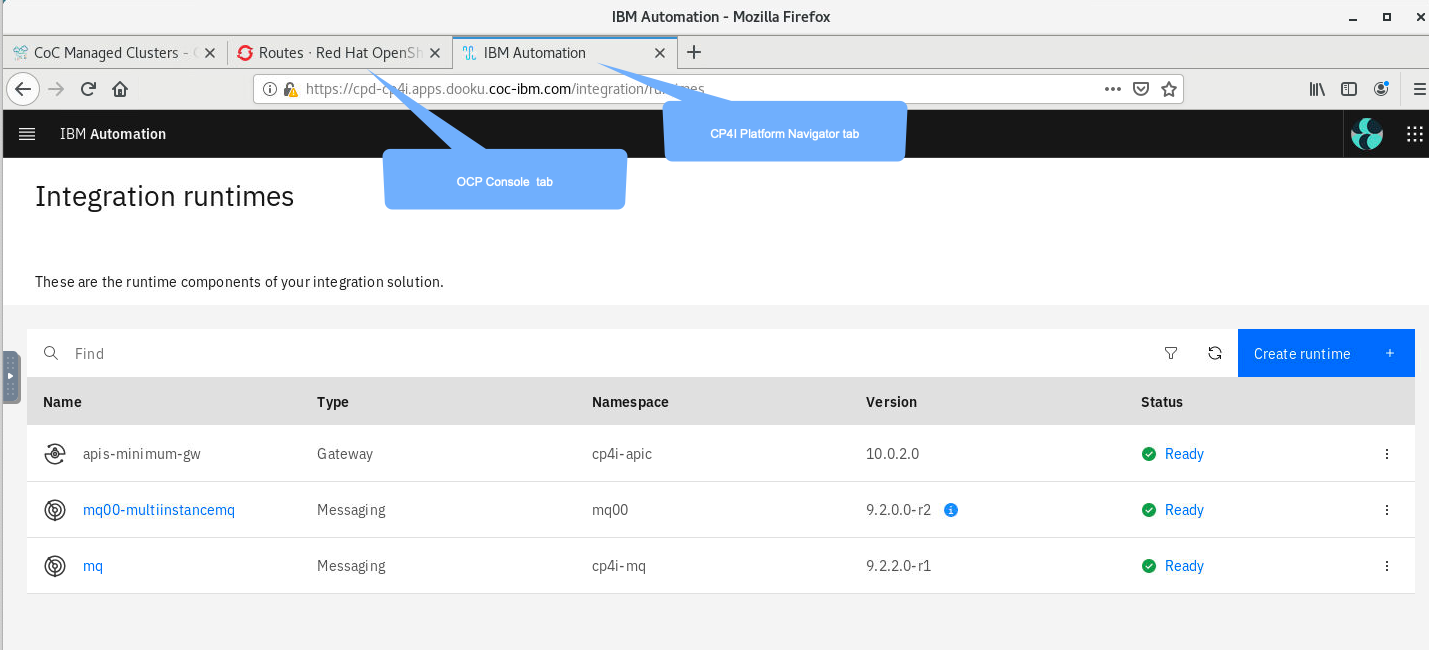 IBM Automation - Mozilla Firefox
CoC Managed Clusters - Routes · Red Hat OpenSh IBM Automation
https://cpd-cp4i.apps.dooku.coc-ibm.com/integration/runtimes
IBM Automation
CP4I Platform Navigator tab
OCP Console tab
Integration runtimes
These are the runtime components of your integration solution.
Find Create runtime +
Name Type Namespace Version Status
apis-minimum-gw Gateway cp4i-apic 10.0.2.0 Ready
mq00-multiinstancemq Messaging mq00 9.2.0.0-r2 Ready
mq Messaging cp4i-mq 9.2.2.0-r1 Ready